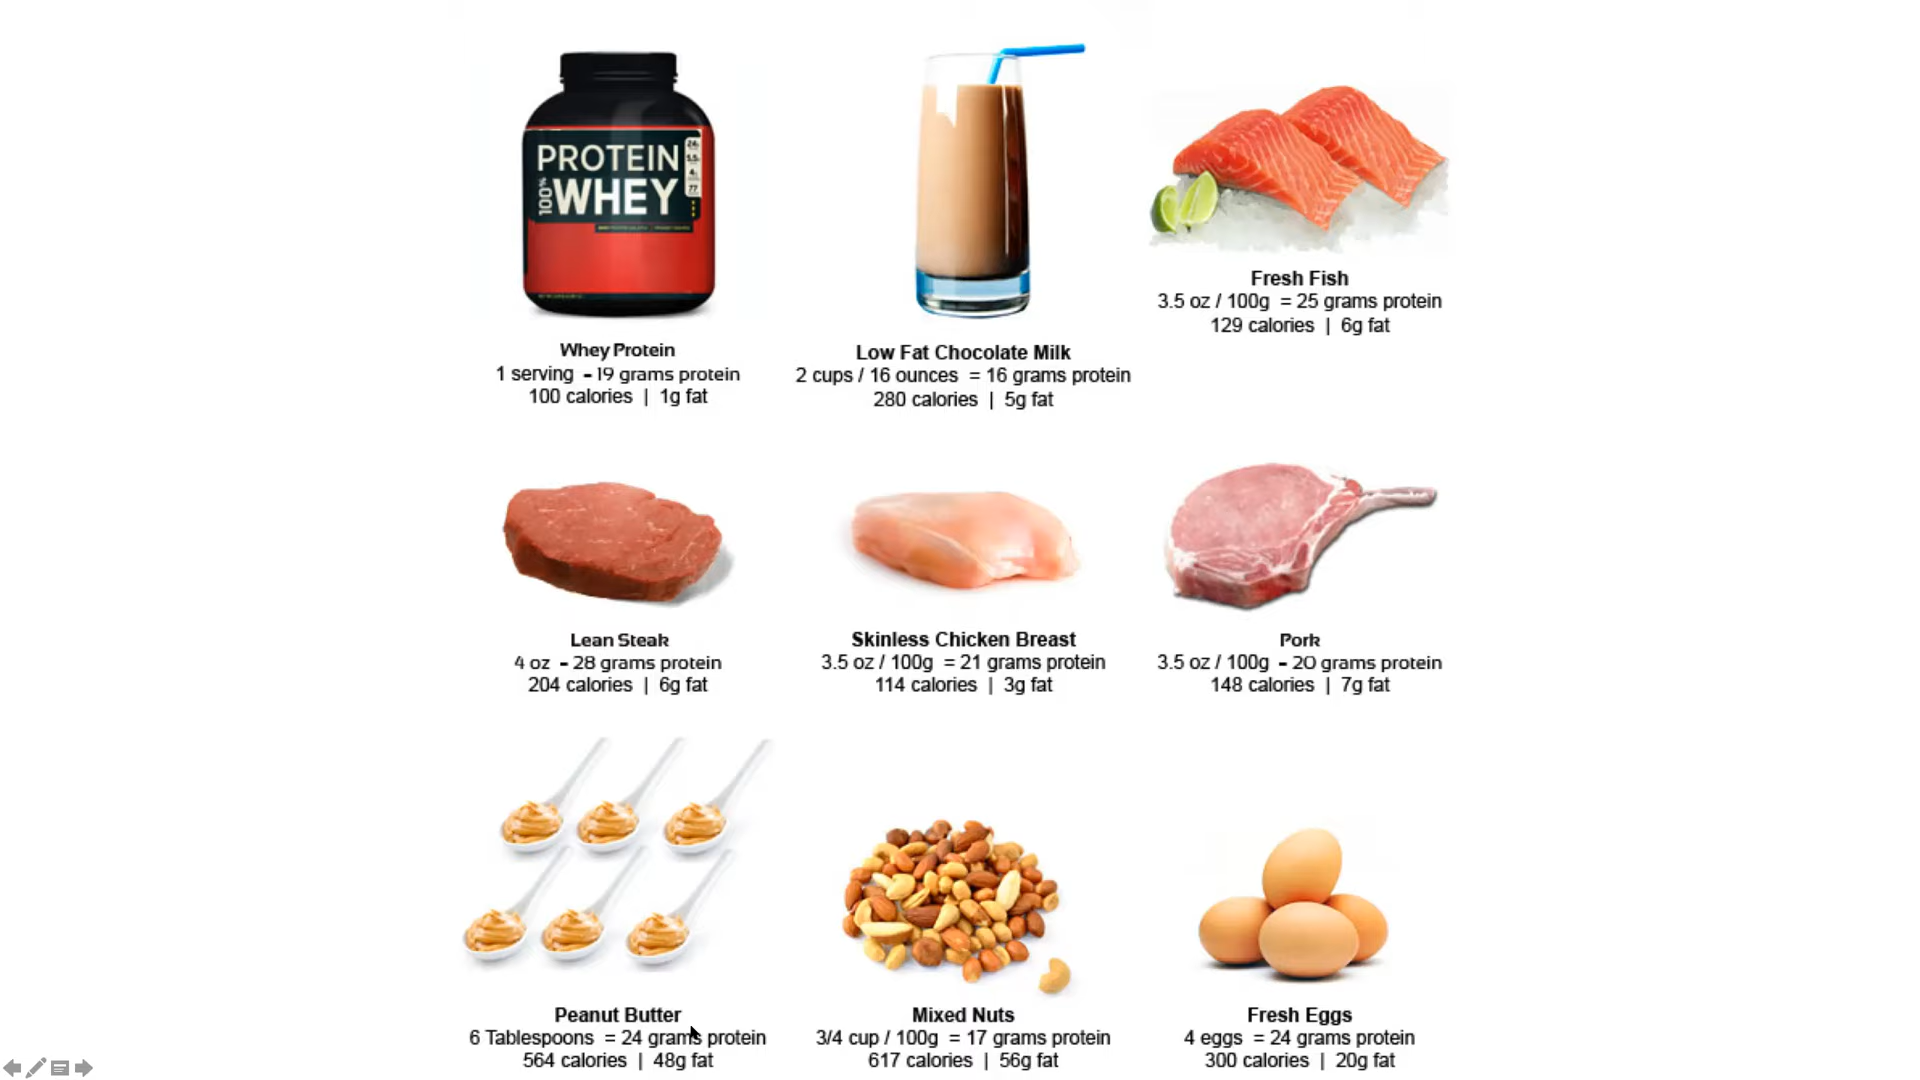 PROTEIN
100%
WHEY
24g
5.5g
4g
Whey Protein
1 serving - 19 grams protein
100 calories | 1g fat
Low Fat Chocolate Milk
2 cups / 16 ounces = 16 grams protein
280 calories | 5g fat
Fresh Fish
3.5 oz / 100g = 25 grams protein
129 calories | 6g fat
Lean Steak
4 oz - 28 grams protein
204 calories | 6g fat
Skinless Chicken Breast
3.5 oz / 100g = 21 grams protein
114 calories | 3g fat
Pork
3.5 oz / 100g - 20 grams protein
148 calories | 7g fat
Peanut Butter
6 Tablespoons = 24 grams protein
564 calories | 48g fat
Mixed Nuts
3/4 cup / 100g = 17 grams protein
617 calories | 56g fat
Fresh Eggs
4 eggs = 24 grams protein
300 calories | 20g fat